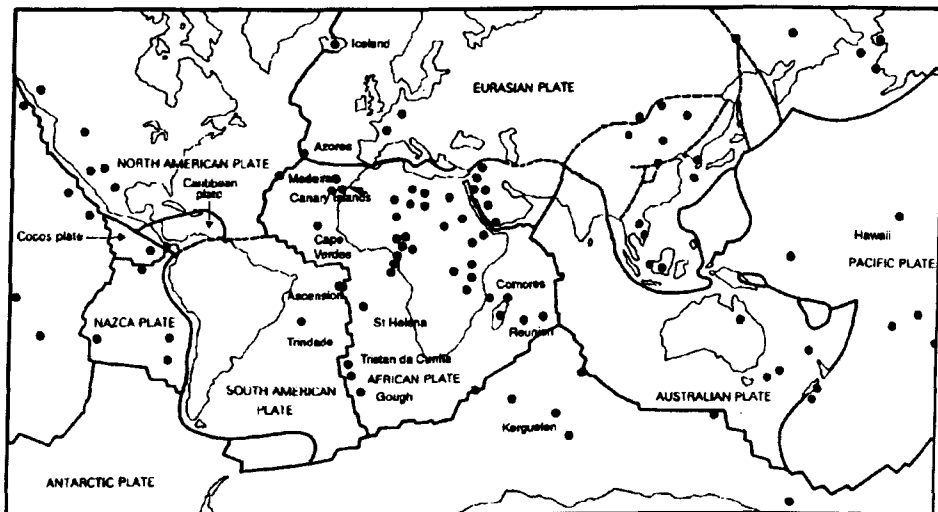 Iceland
EURASIAN PLATE
Azores
NORTH AMERICAN PLATE
Madeira
Caribbean
plate
Canary Islands
Cocos plate
Cape
Verdes
Hawaii
PACIFIC PLATE
Comores
Ascension
NAZCA PLATE
St Helena
Reunion
Trindade
Tristan da Cunha
AFRICAN PLATE
SOUTH AMERICAN
PLATE
Gough
AUSTRALIAN PLATE
Kerguelen
ANTARCTIC PLATE